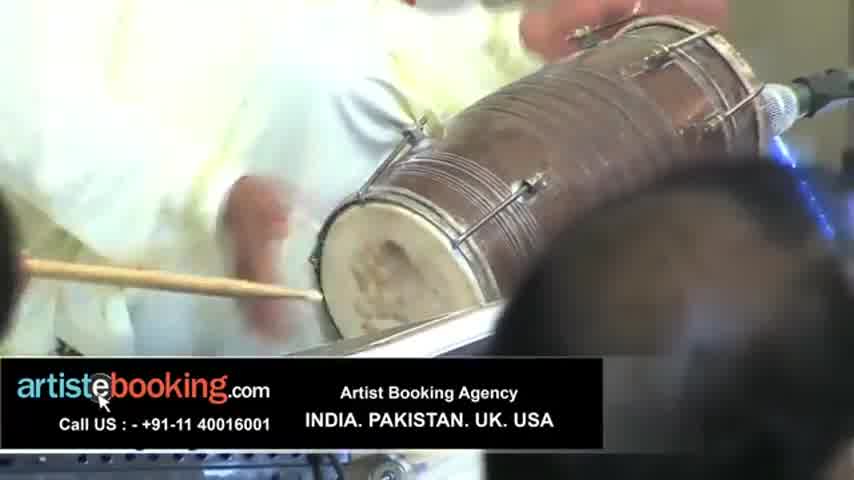 artistebooking.com
Call US : - +91-11 40016001
Artist Booking Agency
INDIA. PAKISTAN. UK. USA